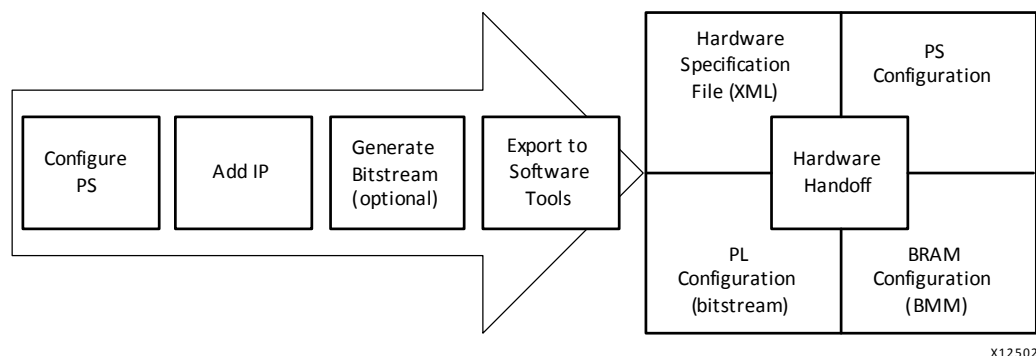 Configure
PS
Add IP
Generate
Bitstream
(optional)
Export to
Software
Tools
Hardware
Specification
File (XML)
PS
Configuration
Hardware
Handoff
PL
Configuration
(bitstream)
BRAM
Configuration
(BMM)
X12502